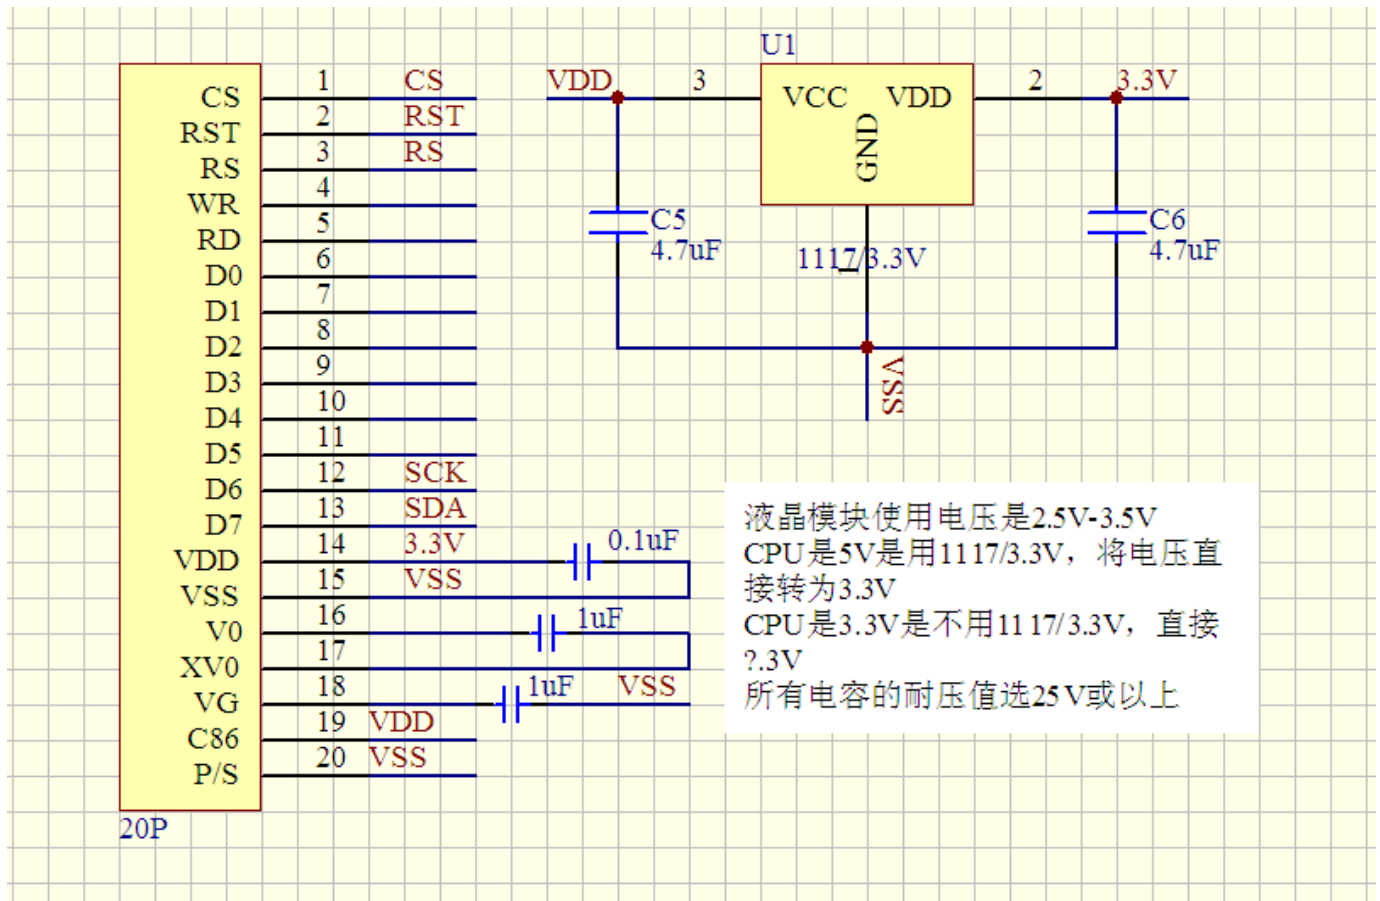 U1
1 CS VDD 3 2 3.3V
CS VCC VDD
2 RST
RST GND
3 RS
RS
4
WR
5 C5 C6
RD 4.7uF 1117/3.3V 4.7uF
6
D0
7
D1
8
D2
9 VSS
D3
10
D4
11
D5
12 SCK
D6
13 SDA
D7
14 3.3V 0.1uF
VDD
15 VSS
VSS
16 1uF
V0
17
XV0
18 1uF VSS
VG
19 VDD
C86
20 VSS
P/S
20P
液晶模块使用电压是2.5V-3.5V
CPU是5V是用1117/3.3V，将电压直
接转为3.3V
CPU是3.3V是不用1117/3.3V，直接
?.3V
所有电容的耐压值选25V或以上